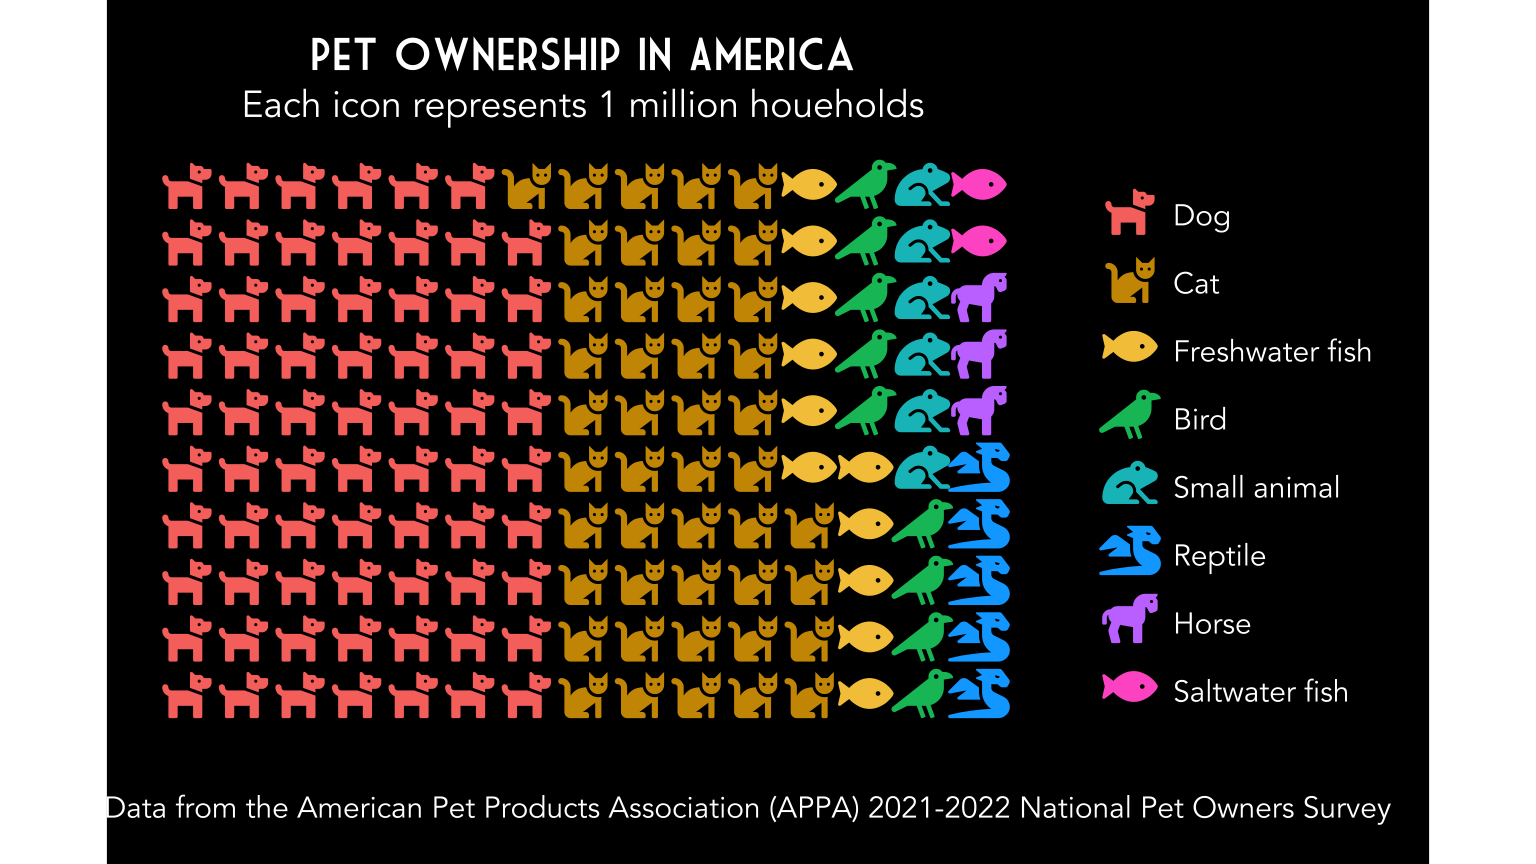 PET OWNERSHIP IN AMERICA
Each icon represents 1 million houeholds
Dog
Cat
Freshwater fish
Bird
Small animal
Reptile
Horse
Saltwater fish
Data from the American Pet Products Association (APPA) 2021-2022 National Pet Owners Survey